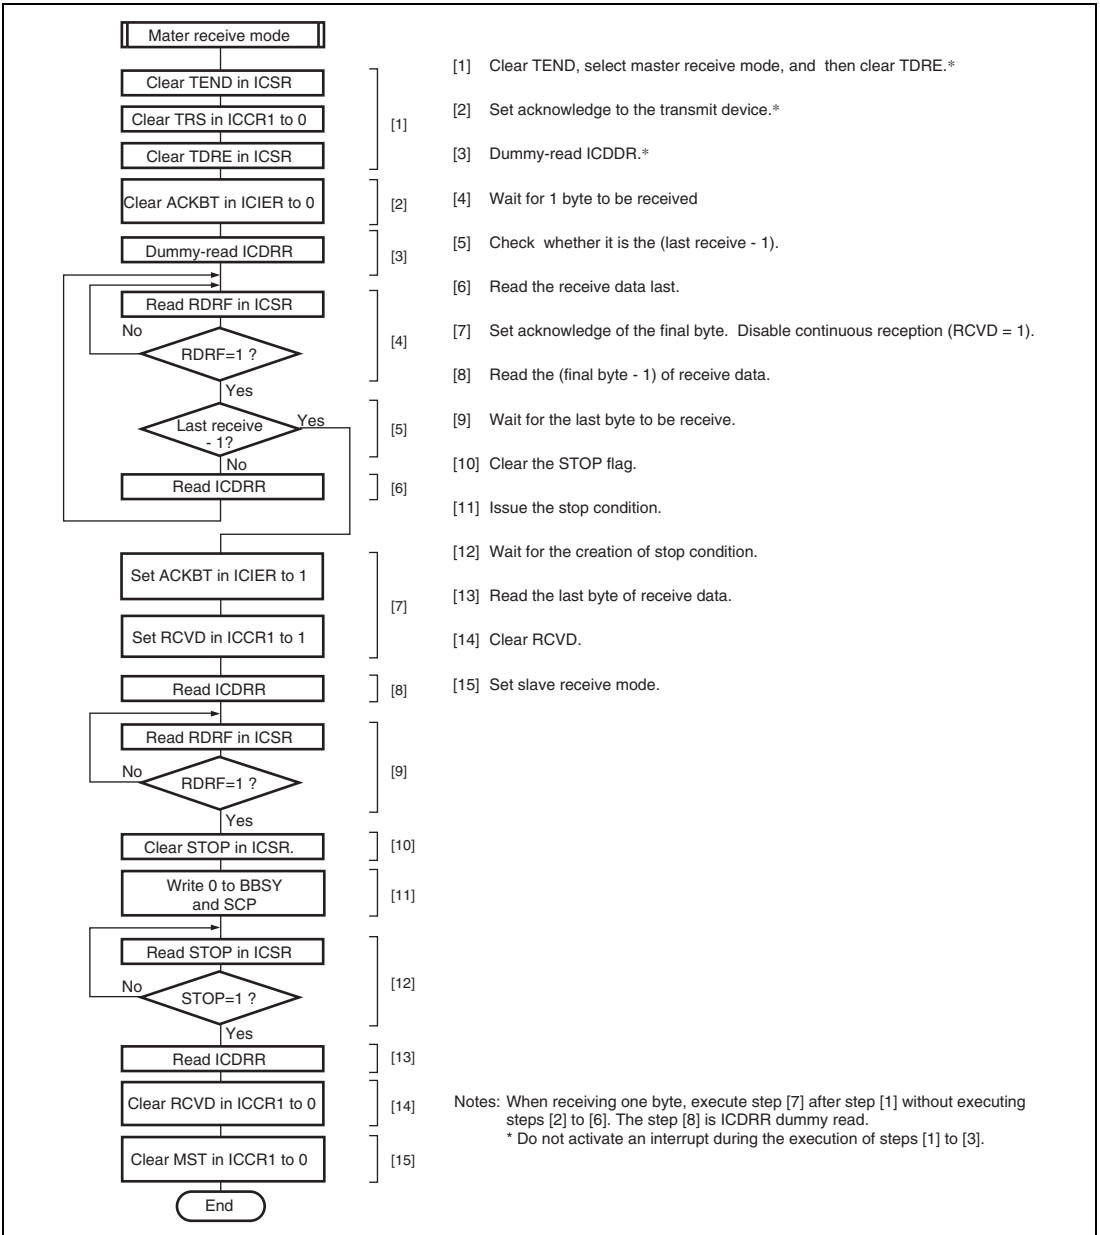 Mater receive mode
Clear TEND in ICSR
Clear TRS in ICCR1 to 0
Clear TDRE in ICSR
[1]
Clear ACKBT in ICIER to 0
[2]
Dummy-read ICDRR
[3]
Read RDRF in ICSR
No
RDRF=1 ?
[4]
Yes
Last receive
- 1?
Yes
[5]
No
Read ICDRR
[6]
Set ACKBT in ICIER to 1
[7]
Set RCVD in ICCR1 to 1
Read ICDRR
[8]
Read RDRF in ICSR
No
RDRF=1 ?
[9]
Yes
Clear STOP in ICSR.
[10]
Write 0 to BBSY
and SCP
[11]
Read STOP in ICSR
No
STOP=1 ?
[12]
Yes
Read ICDRR
[13]
Clear RCVD in ICCR1 to 0
[14]
Clear MST in ICCR1 to 0
[15]
End
[1] Clear TEND, select master receive mode, and then clear TDRE.*
[2] Set acknowledge to the transmit device.*
[3] Dummy-read ICDDR.*
[4] Wait for 1 byte to be received
[5] Check whether it is the (last receive - 1).
[6] Read the receive data last.
[7] Set acknowledge of the final byte. Disable continuous reception (RCVD = 1).
[8] Read the (final byte - 1) of receive data.
[9] Wait for the last byte to be receive.
[10] Clear the STOP flag.
[11] Issue the stop condition.
[12] Wait for the creation of stop condition.
[13] Read the last byte of receive data.
[14] Clear RCVD.
[15] Set slave receive mode.
Notes: When receiving one byte, execute step [7] after step [1] without executing
steps [2] to [6]. The step [8] is ICDRR dummy read.
* Do not activate an interrupt during the execution of steps [1] to [3].